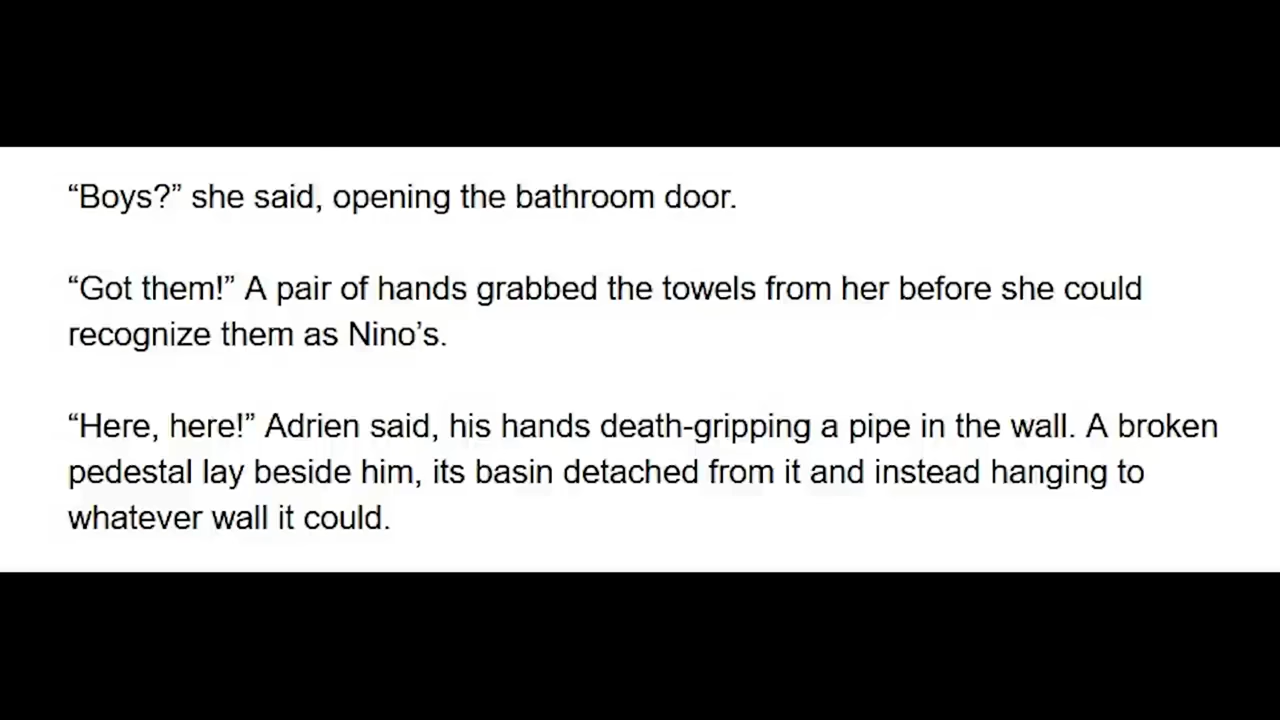 “Boys?” she said, opening the bathroom door.
“Got them!” A pair of hands grabbed the towels from her before she could
recognize them as Nino’s.
“Here, here!” Adrien said, his hands death-gripping a pipe in the wall. A broken
pedestal lay beside him, its basin detached from it and instead hanging to
whatever wall it could.